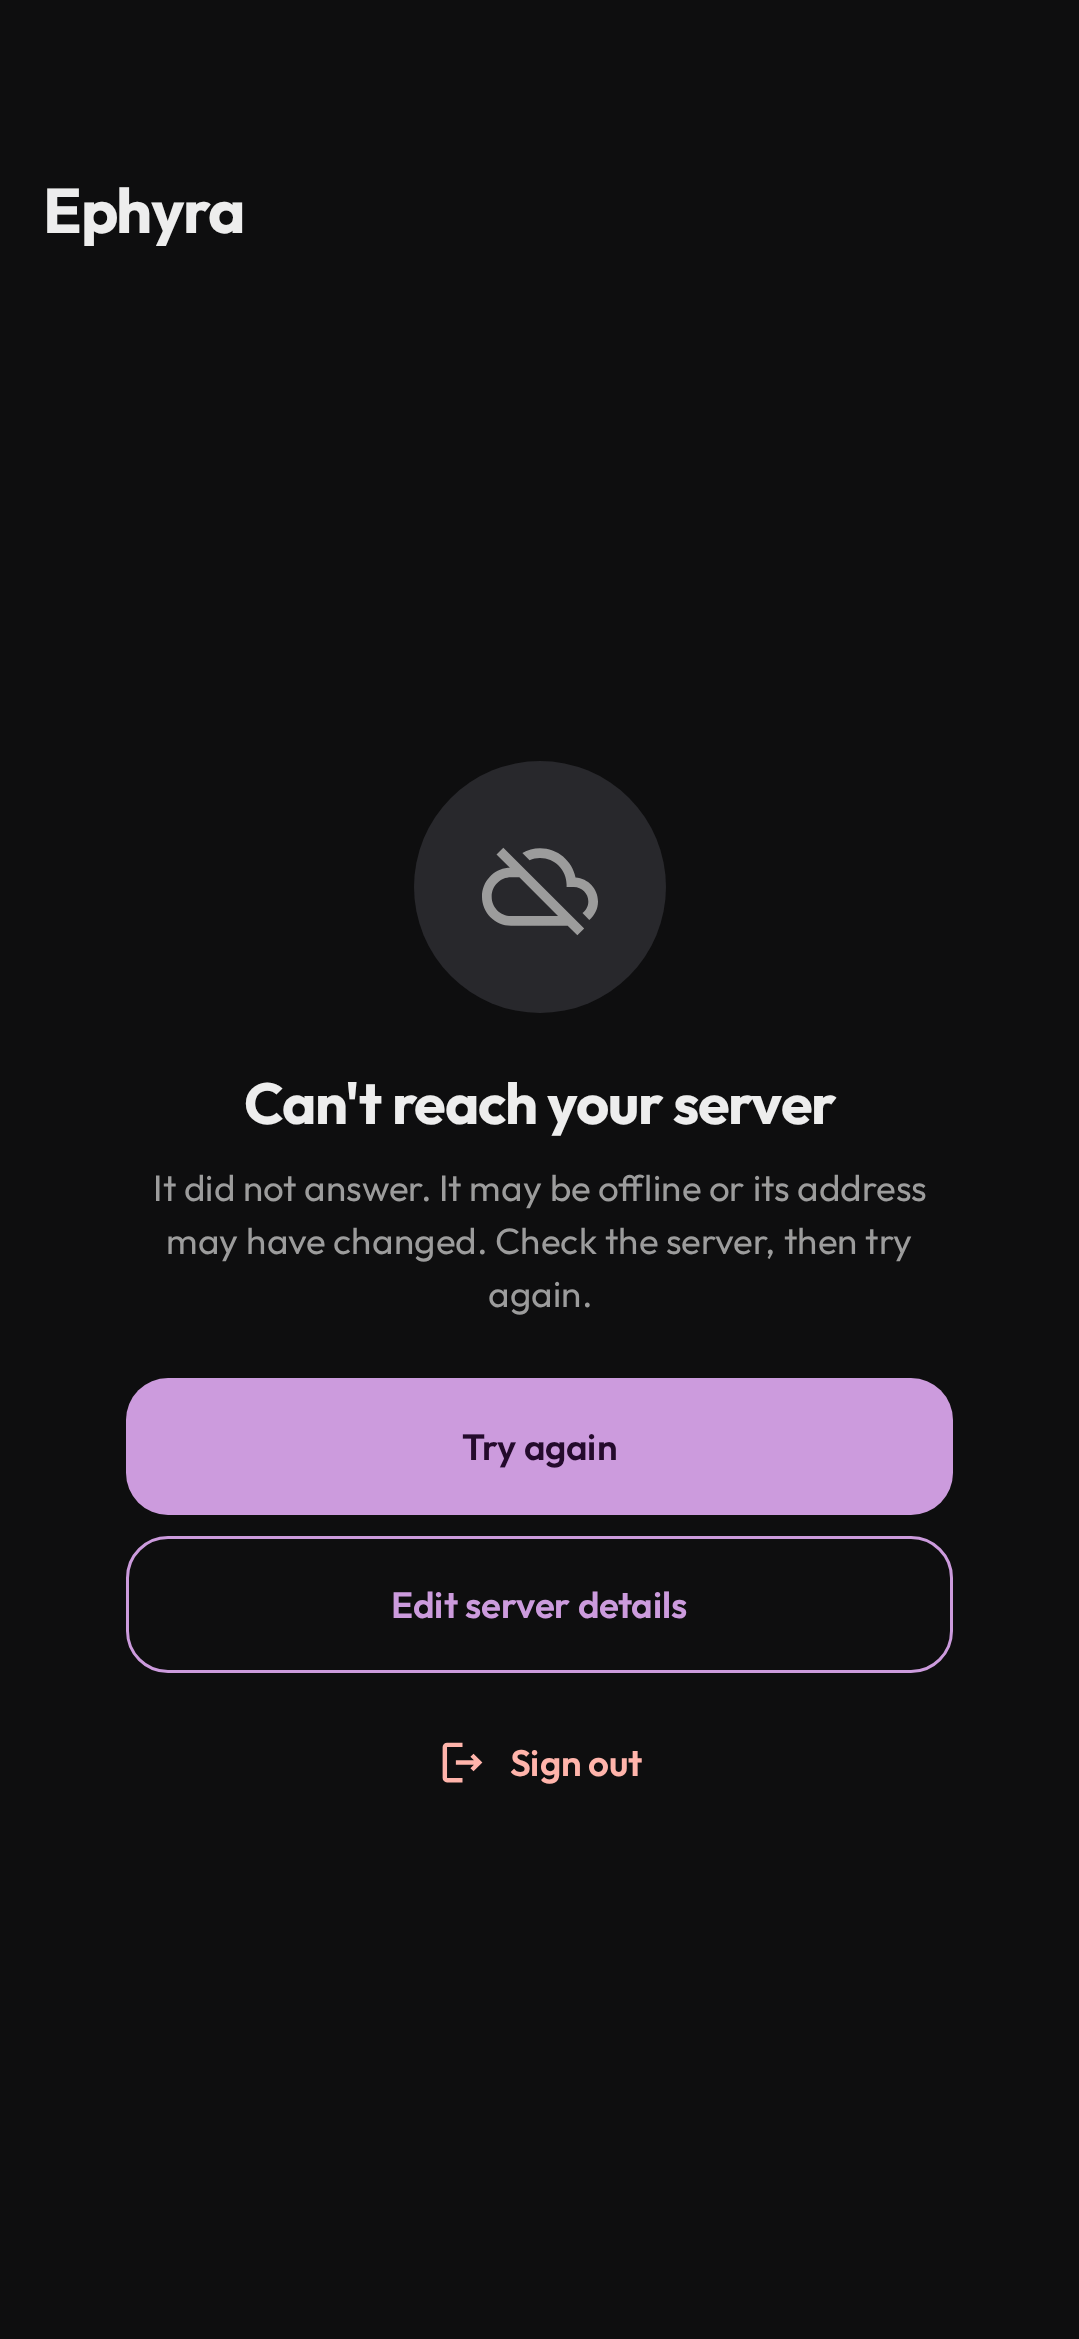 Ephyra
Can't reach your server
It did not answer. It may be offline or its address
may have changed. Check the server, then try
again.
Try again
Edit server details
Sign out